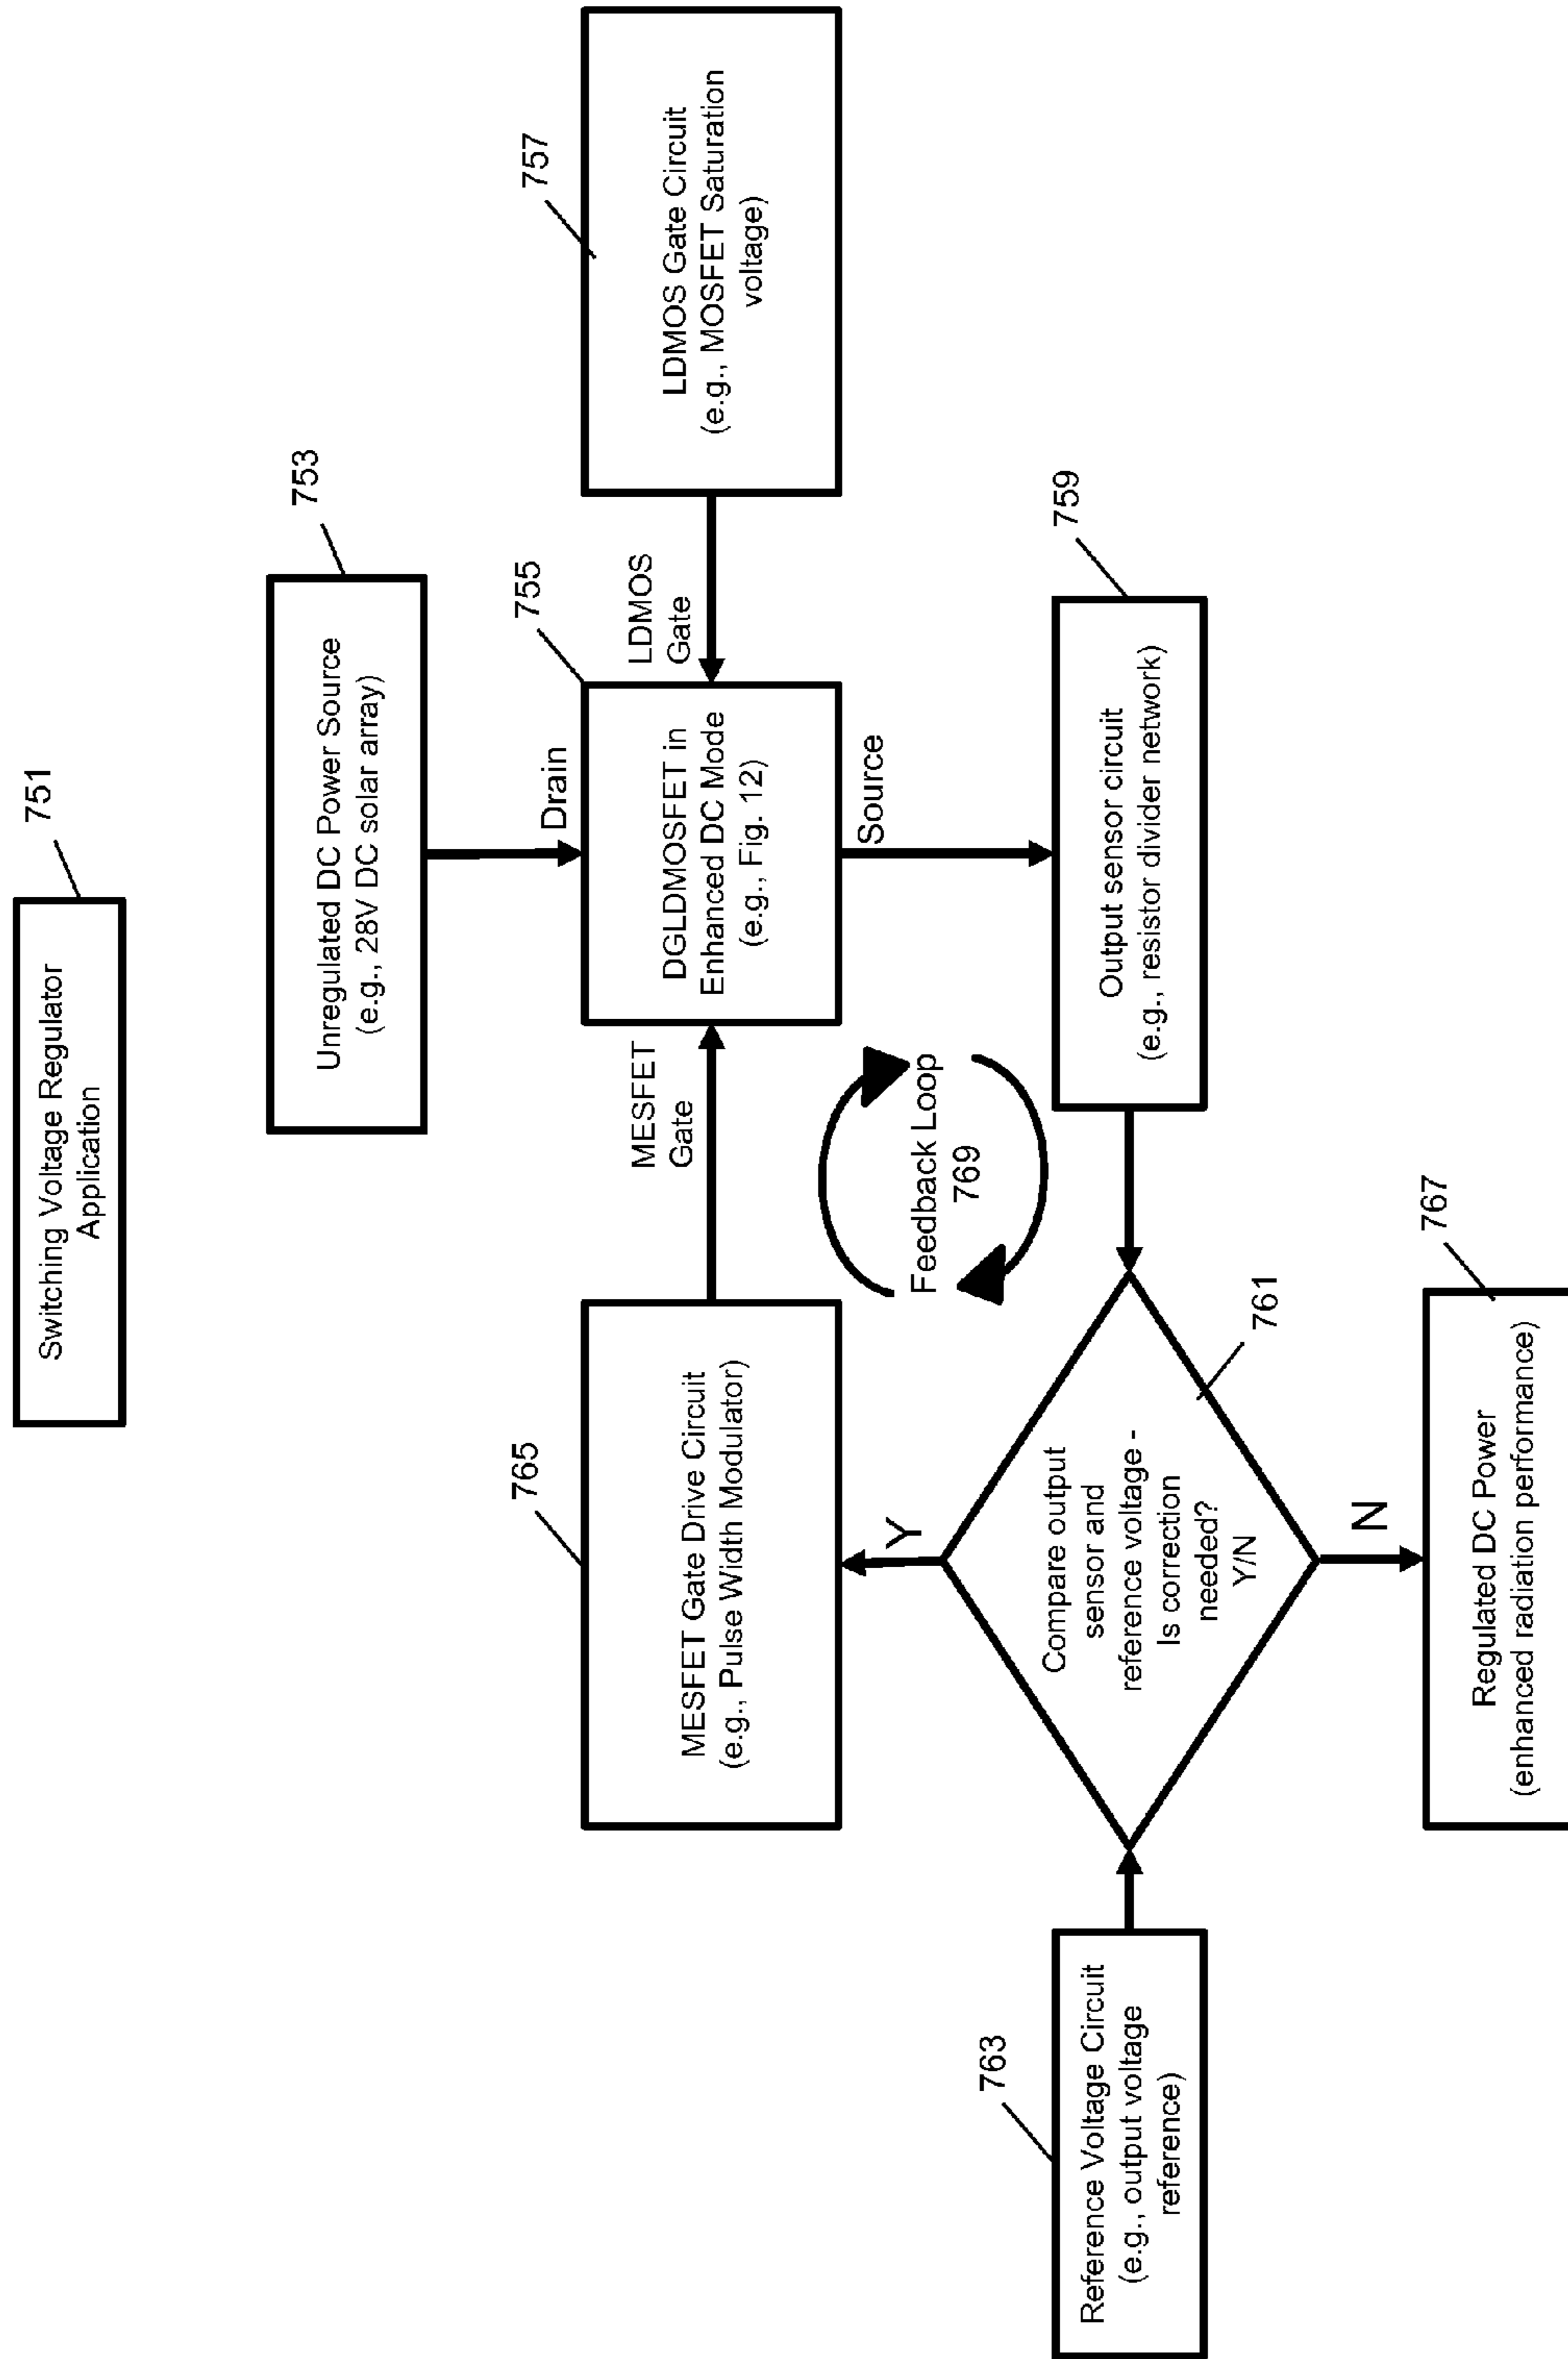 Switching Voltage Regulator
Application
751
Unregulated DC Power Source
(e.g., 28V DC solar array)
753
Drain
MESFET Gate Drive Circuit
(e.g., Pulse Width Modulator)
765
MESFET
Gate
DGLDMOSFET in
Enhanced DC Mode
(e.g., Fig. 12)
755
LDMOS
Gate
LDMOS Gate Circuit
(e.g., MOSFET Saturation
voltage)
757
Source
Feedback Loop
769
Y
Reference Voltage Circuit
(e.g., output voltage
reference)
763
Compare output
sensor and
reference voltage -
Is correction
needed?
Y/N
761
Output sensor circuit
(e.g., resistor divider network)
759
N
Regulated DC Power
(enhanced radiation performance)
767